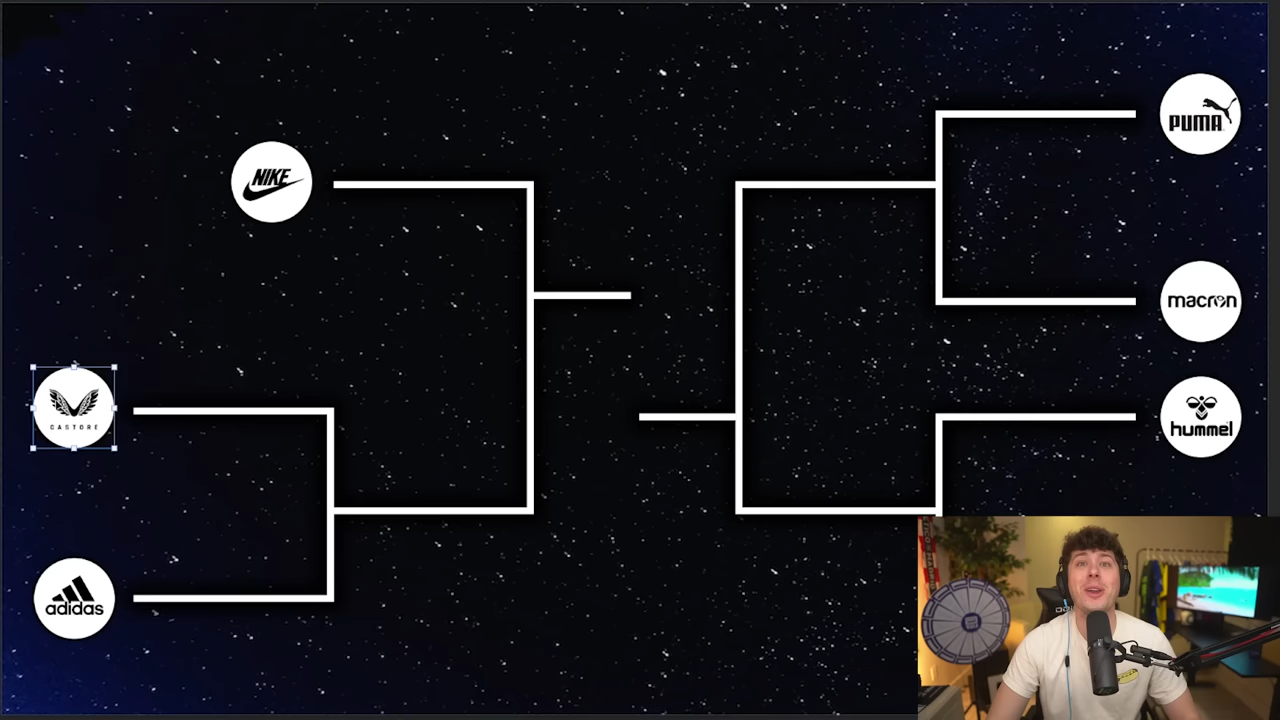 NIKE
CASTORE
adidas
PUMA
macron
hummel